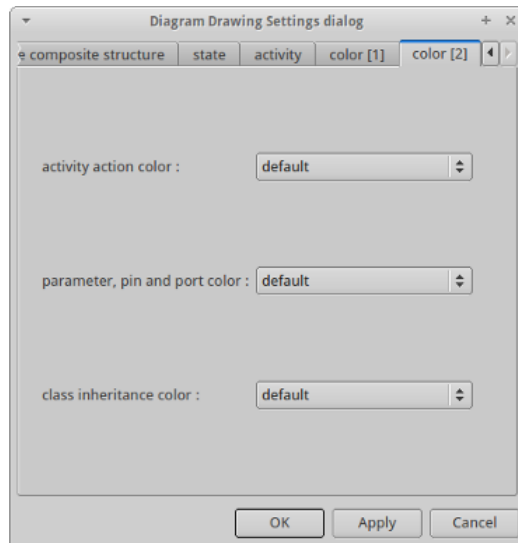 Diagram Drawing Settings dialog
e composite structure state activity color [1] color [2]
activity action color : default
parameter, pin and port color : default
class inheritance color : default
OK Apply Cancel